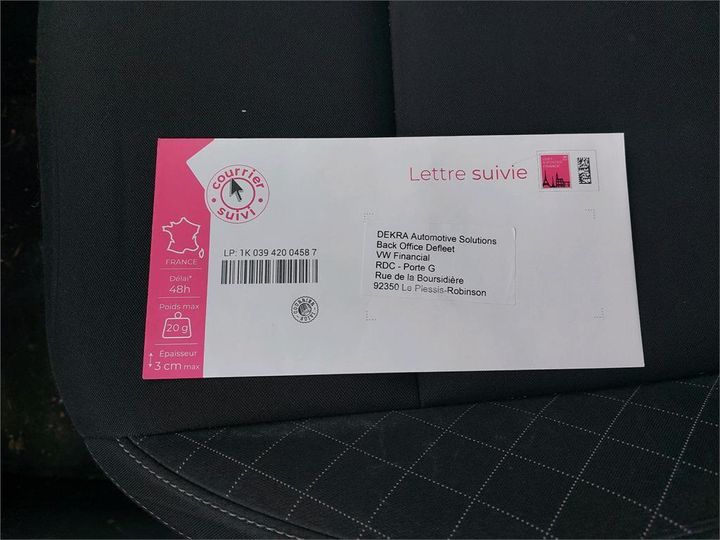 courrier
suivi
Lettre suivie
FRANCE
Délai*
48h
Poids max
20 g
Épaisseur
3 cm max
LP: 1K 039 420 0458 7
DEKRA Automotive Solutions
Back Office Defleet
VW Financial
RDC - Porte G
Rue de la Boursidière
92350 Le Plessis-Robinson